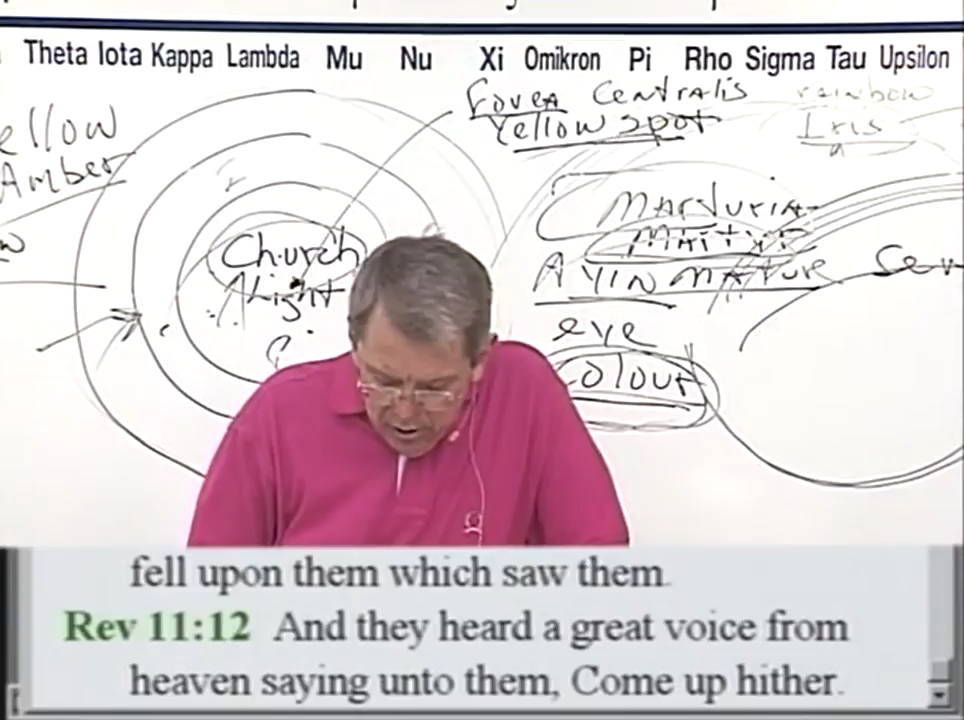 Theta Iota Kappa Lambda Mu Nu Xi Omikron Pi Rho Sigma Tau Upsilon
Fovea Centralis
Yellow spot
rainbow
Iris
ellow
Amber
Marturia
Martyr
AYIN mature
eye
Colour
Church
Light
fell upon them which saw them.
Rev 11:12 And they heard a great voice from
heaven saying unto them, Come up hither.